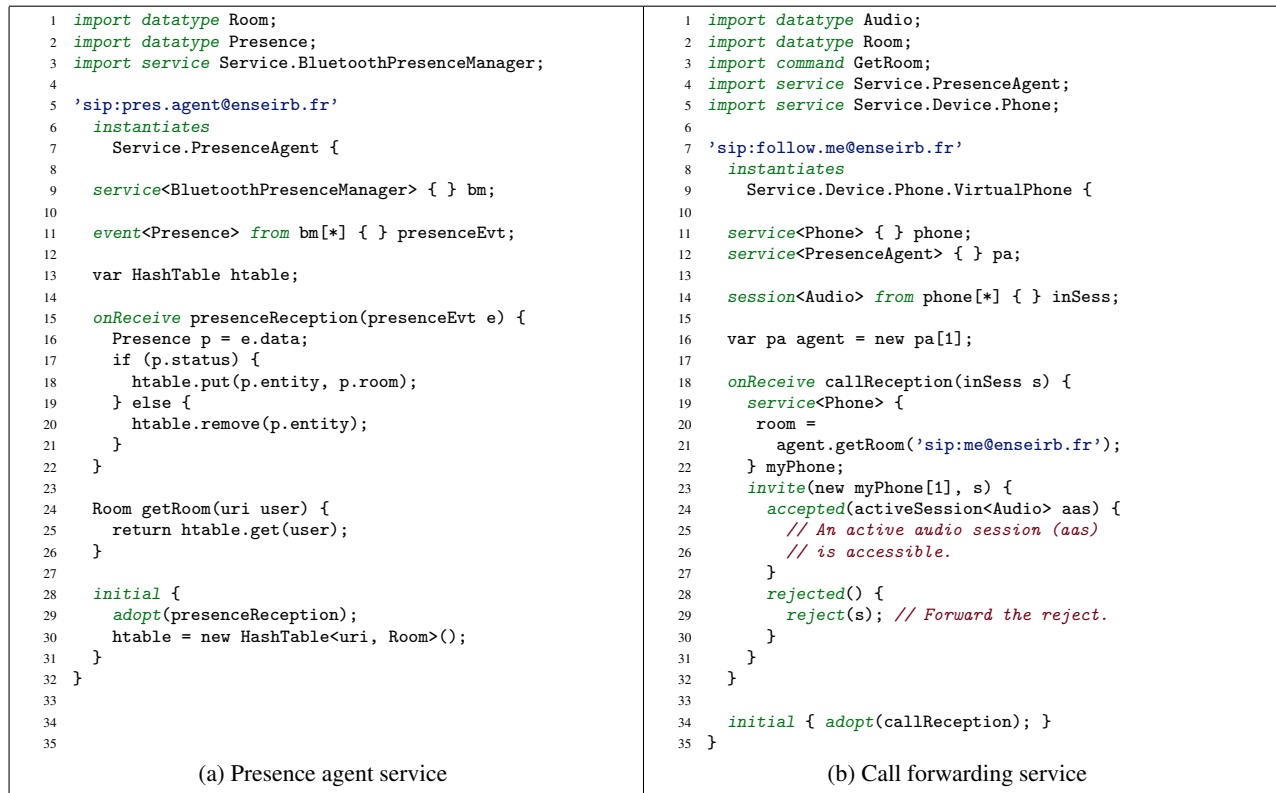 1 import datatype Room;
2 import datatype Presence;
3 import service Service.BluetoothPresenceManager;
4
5 ’sip:pres.agent@enseirb.fr’
6   instantiates
7     Service.PresenceAgent {
8
9   service<BluetoothPresenceManager> { } bm;
10
11   event<Presence> from bm[*] { } presenceEvt;
12
13   var HashTable htable;
14
15   onReceive presenceReception(presenceEvt e) {
16     Presence p = e.data;
17     if (p.status) {
18       htable.put(p.entity, p.room);
19     } else {
20       htable.remove(p.entity);
21     }
22   }
23
24   Room getRoom(uri user) {
25     return htable.get(user);
26   }
27
28   initial {
29     adopt(presenceReception);
30     htable = new HashTable<uri, Room>();
31   }
32 }
33
34
35
(a) Presence agent service
1 import datatype Audio;
2 import datatype Room;
3 import command GetRoom;
4 import service Service.PresenceAgent;
5 import service Service.Device.Phone;
6
7 ’sip:follow.me@enseirb.fr’
8   instantiates
9     Service.Device.Phone.VirtualPhone {
10
11   service<Phone> { } phone;
12   service<PresenceAgent> { } pa;
13
14   session<Audio> from phone[*] { } inSess;
15
16   var pa agent = new pa[1];
17
18   onReceive callReception(inSess s) {
19     service<Phone> {
20      room =
21        agent.getRoom(’sip:me@enseirb.fr’);
22     } myPhone;
23     invite(new myPhone[1], s) {
24       accepted(activeSession<Audio> aas) {
25         // An active audio session (aas)
26         // is accessible.
27       }
28       rejected() {
29         reject(s); // Forward the reject.
30       }
31     }
32   }
33
34   initial { adopt(callReception); }
35 }
(b) Call forwarding service